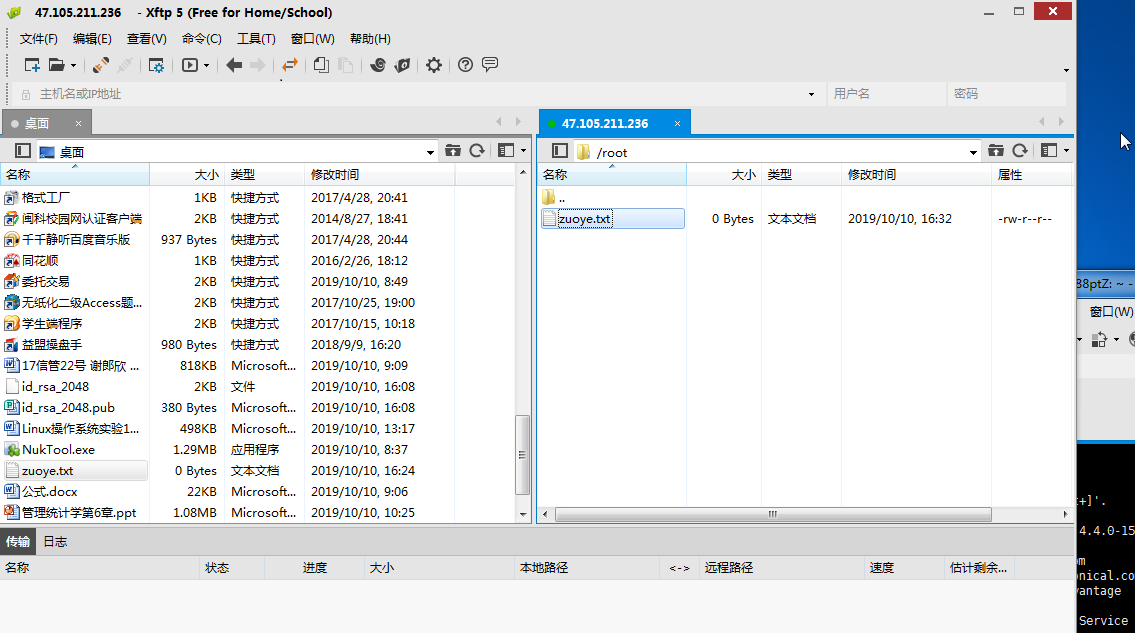 47.105.211.236 - Xftp 5 (Free for Home/School)
文件(F) 编辑(E) 查看(V) 命令(C) 工具(T) 窗口(W) 帮助(H)
主机名或IP地址 用户名 密码
桌面 × 47.105.211.236 ×
桌面 /root
名称 大小 类型 修改时间 名称 大小 类型 修改时间 属性
格式工厂 1KB 快捷方式 2017/4/28, 20:41 ..
闽科校园网认证客户端 2KB 快捷方式 2014/8/27, 18:41 zuoye.txt 0 Bytes 文本文档 2019/10/10, 16:32 -rw-r--r--
千千静听百度音乐版 937 Bytes 快捷方式 2017/4/28, 20:44
同花顺 1KB 快捷方式 2016/2/26, 18:12
委托交易 2KB 快捷方式 2019/10/10, 8:49
无纸化二级Access题... 2KB 快捷方式 2017/10/25, 19:00
学生端程序 2KB 快捷方式 2017/10/15, 10:18
益盟操盘手 980 Bytes 快捷方式 2018/9/9, 16:20
17信管22号 谢郎欣 ... 818KB Microsoft... 2019/10/10, 9:09
id_rsa_2048 2KB 文件 2019/10/10, 16:08
id_rsa_2048.pub 380 Bytes Microsoft... 2019/10/10, 16:08
Linux操作系统实验1... 498KB Microsoft... 2019/10/10, 13:17
NukTool.exe 1.29MB 应用程序 2019/10/10, 8:37
zuoye.txt 0 Bytes 文本文档 2019/10/10, 16:24
公式.docx 22KB Microsoft... 2019/10/10, 9:06
管理统计学第6章.ppt 1.08MB Microsoft... 2019/10/10, 10:25
传输 日志
名称 状态 进度 大小 本地路径 <-> 远程路径 速度 估计剩余...
88ptZ: ~ -
窗口(W)
+]'.
4.4.0-15
om
onical.co
vantage
Service